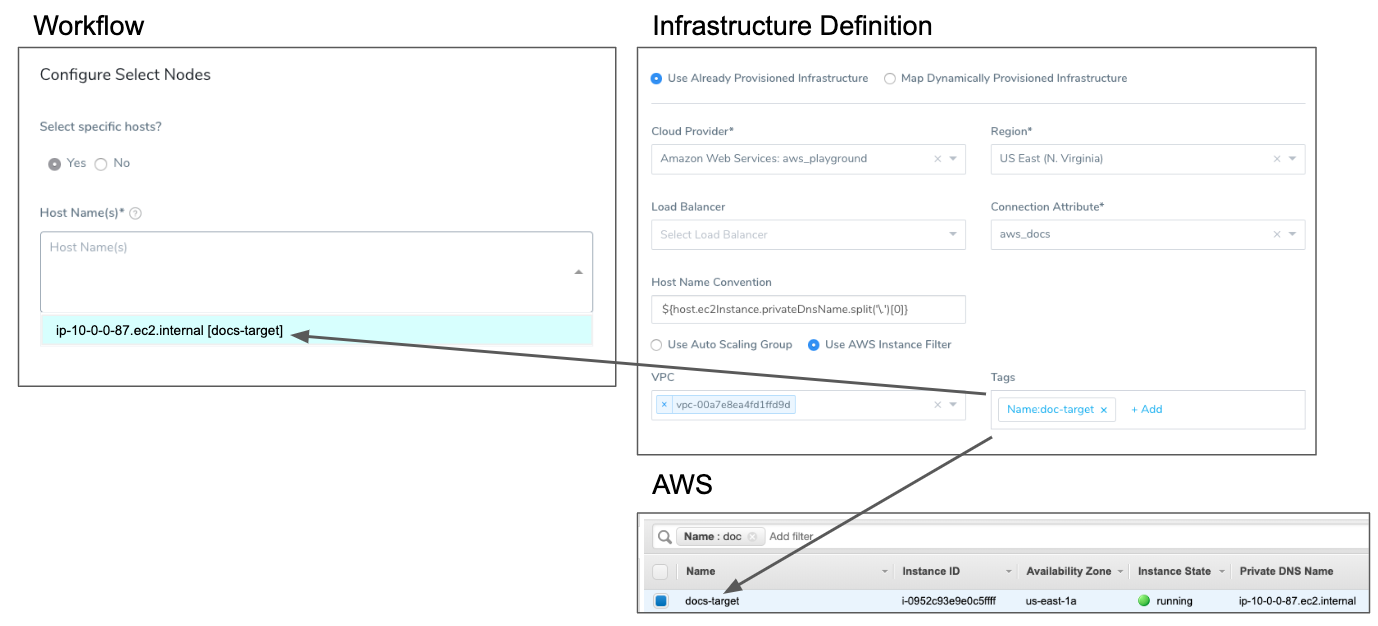 Workflow
Configure Select Nodes
Select specific hosts?
Yes No
Host Name(s)* ?
Host Name(s)
ip-10-0-0-87.ec2.internal [docs-target]
Infrastructure Definition
Use Already Provisioned Infrastructure Map Dynamically Provisioned Infrastructure
Cloud Provider* Region*
Amazon Web Services: aws_playground × US East (N. Virginia) ×
Load Balancer Connection Attribute*
Select Load Balancer aws_docs ×
Host Name Convention
${host.ec2Instance.privateDnsName.split('\.')[0]}
Use Auto Scaling Group Use AWS Instance Filter
VPC Tags
× vpc-00a7e8ea4fd1ffd9d × Name:doc-target × + Add
AWS
Name : doc Add filter
Name Instance ID Availability Zone Instance State Private DNS Name
docs-target i-0952c93e9e0c5ffff us-east-1a running ip-10-0-0-87.ec2.internal